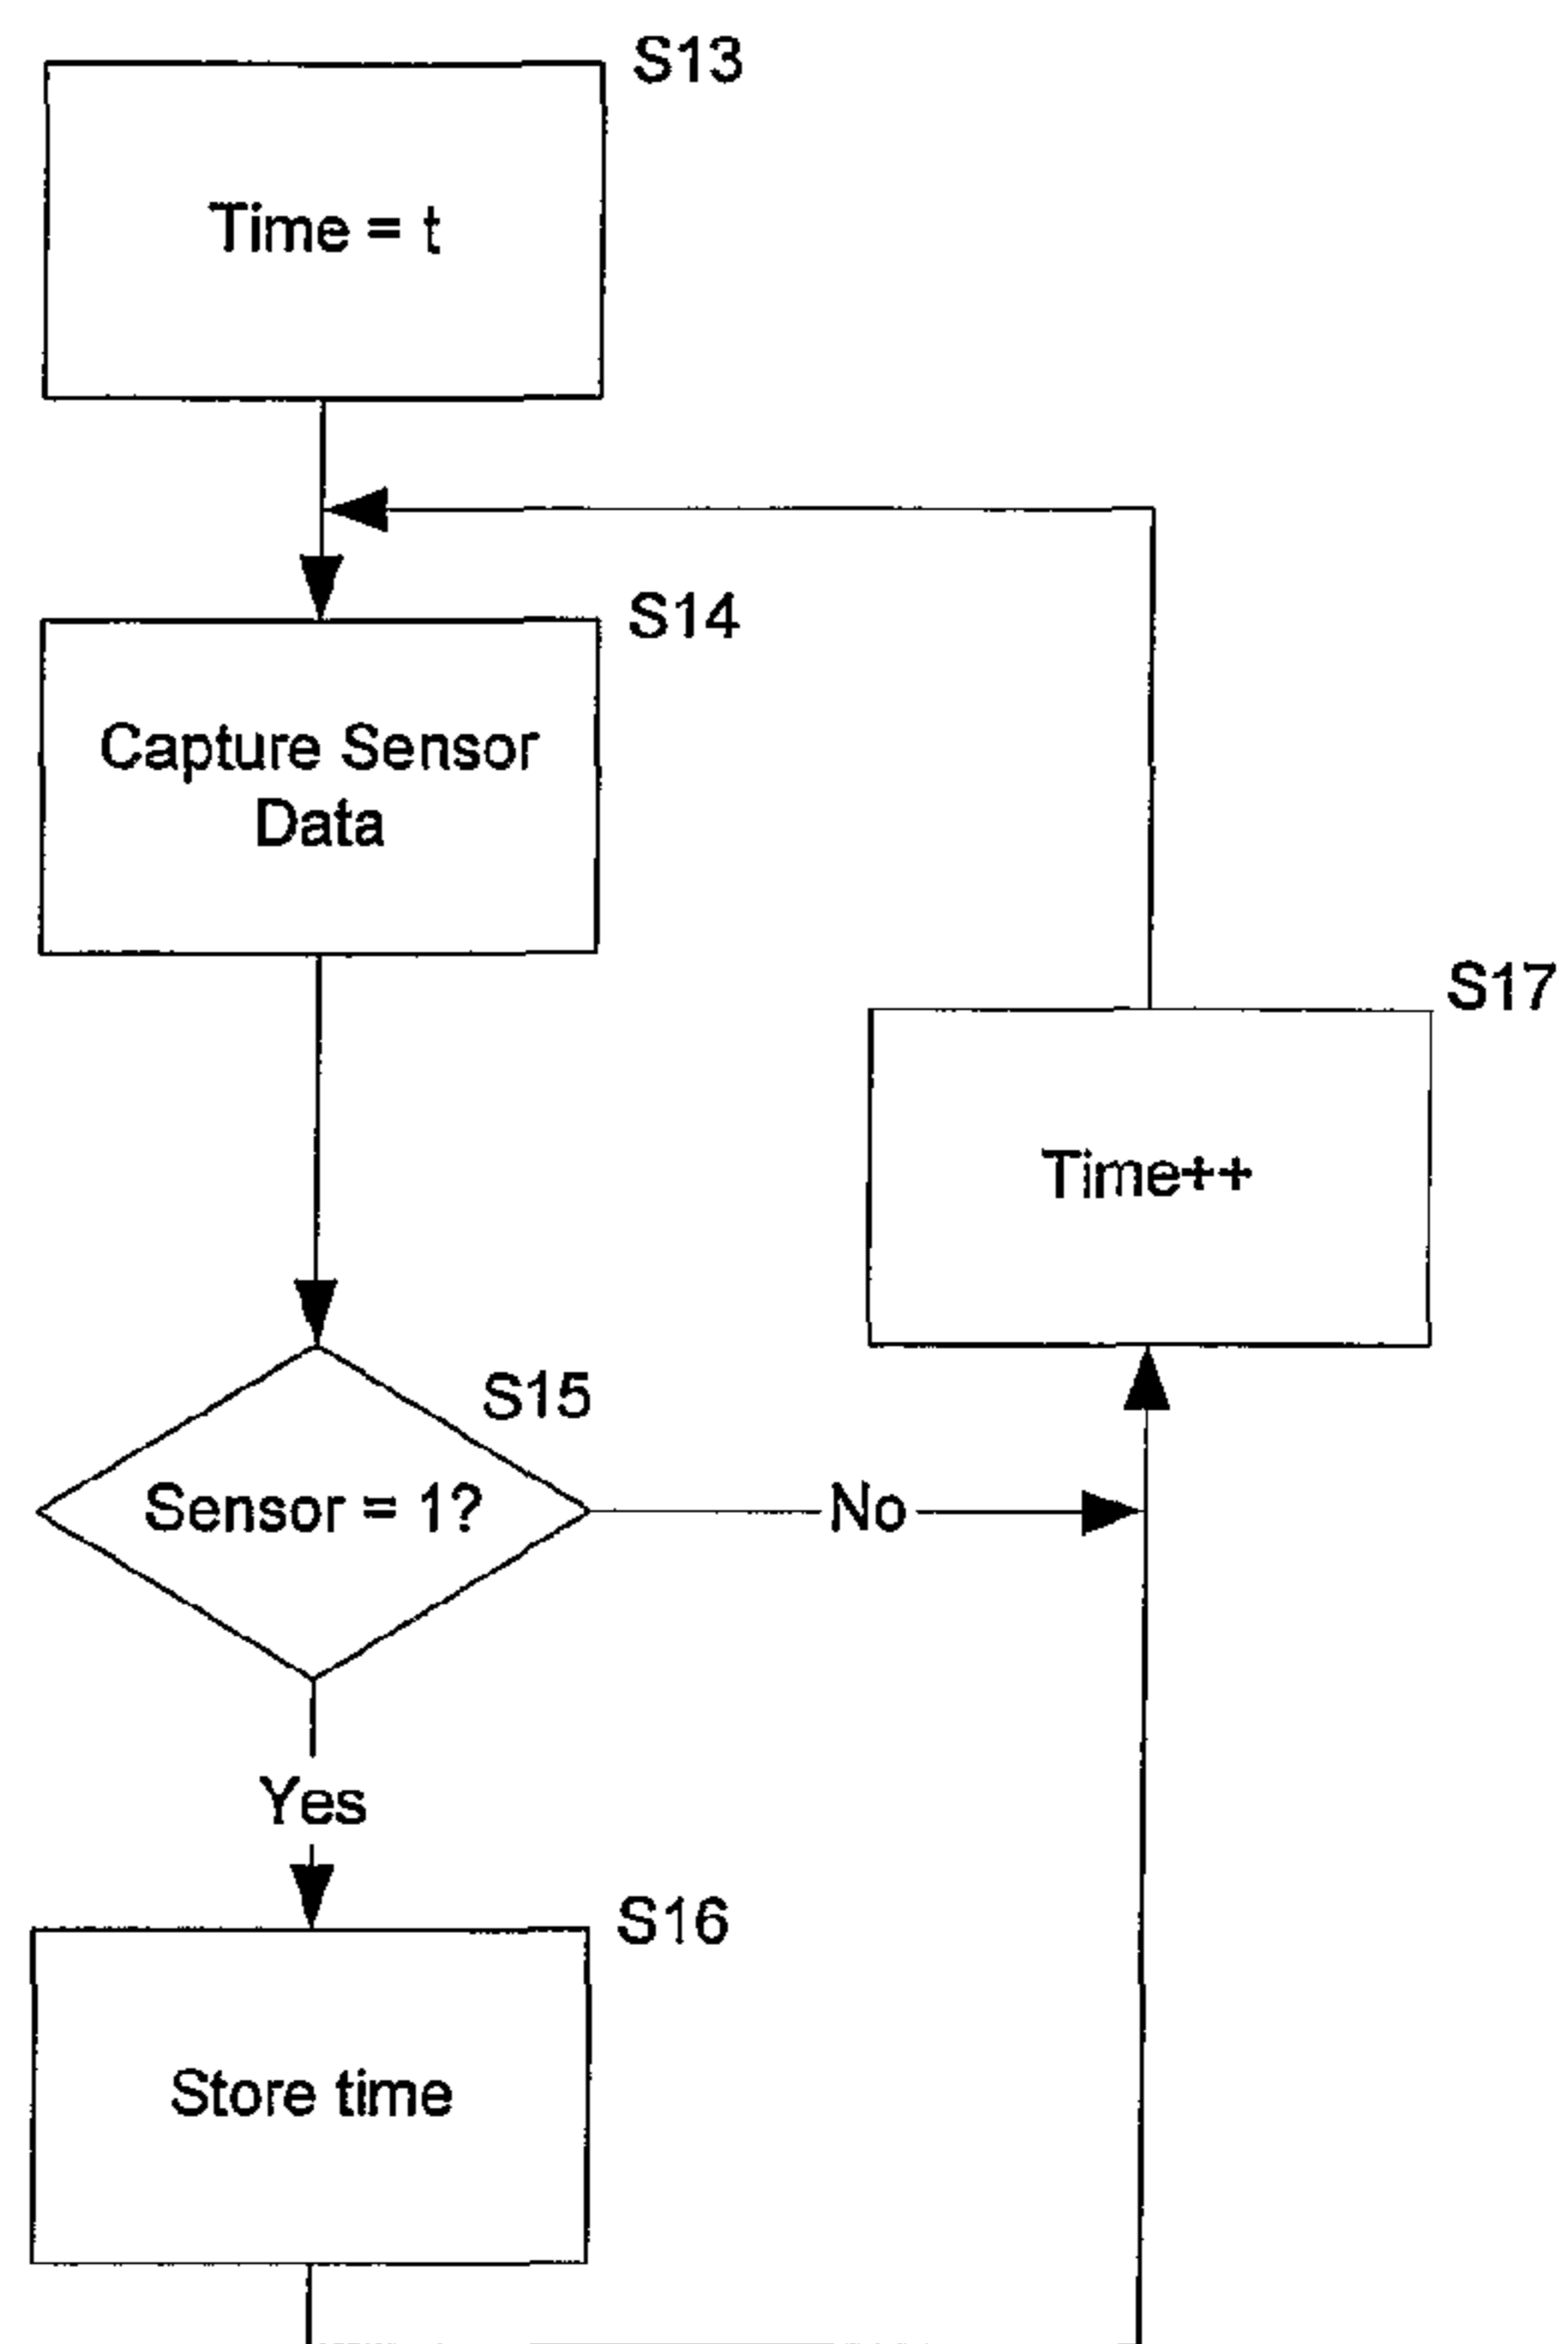 S13
Time = t
S14
Capture Sensor
Data
S17
Time++
S15
Sensor = 1?
No
Yes
S16
Store time